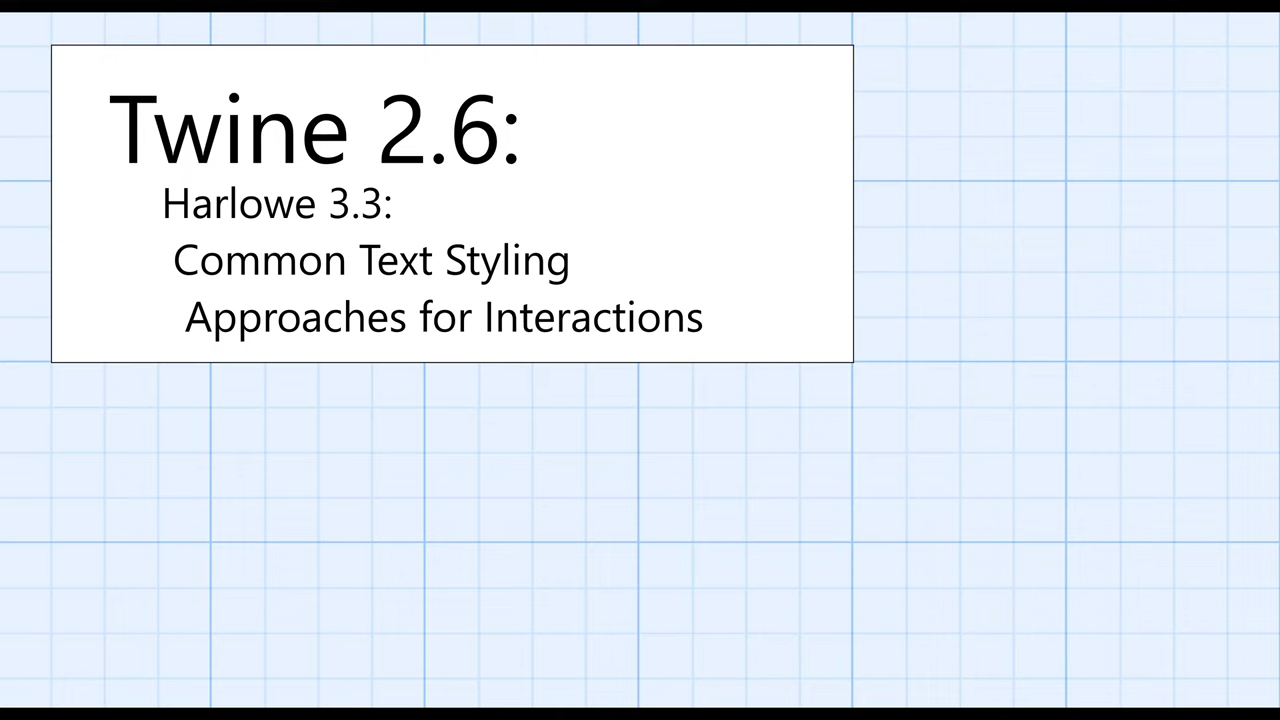 Twine 2.6:
Harlowe 3.3:
Common Text Styling
Approaches for Interactions